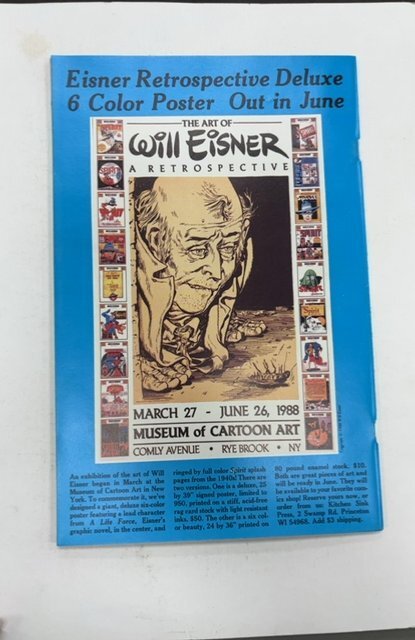 Eisner Retrospective Deluxe
6 Color Poster Out in June
THE ART OF
WILL EISNER
A RETROSPECTIVE
MARCH 27 - JUNE 26, 1988
MUSEUM OF CARTOON ART
COMLY AVENUE • RYE BROOK • NY
An exhibition of the art of Will
Eisner began in March at the
Museum of Cartoon Art in New
York. To commemorate it, we've
designed a giant, deluxe six-color
poster featuring a lead character
from A Life Force, Eisner's
graphic novel, in the center, and
ringed by full color Spirit splash
pages from the 1940s! There are
two versions. One is a deluxe, 25
by 39" signed poster, limited to
950, printed on a stiff, acid-free
rag card stock with light resistant
inks, $50. The other is a six col-
or beauty, 24 by 36" printed on
80 pound enamel stock, $10.
Both are great pieces of art and
will be ready in June. They will
be available to your favorite com-
ics shop! Reserve yours now, or
order from us: Kitchen Sink
Press, 2 Swamp Rd. Princeton
WI 54968. Add $3 shipping.